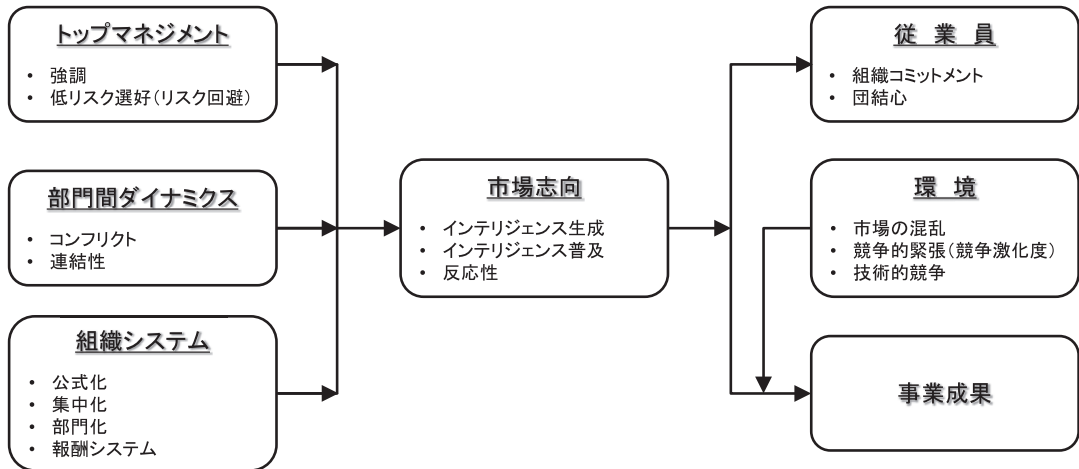 トップマネジメント
• 強調
• 低リスク選好(リスク回避)
部門間ダイナミクス
• コンフリクト
• 連結性
組織システム
• 公式化
• 集中化
• 部門化
• 報酬システム
市場志向
• インテリジェンス生成
• インテリジェンス普及
• 反応性
従 業 員
• 組織コミットメント
• 団結心
環 境
• 市場の混乱
• 競争的緊張(競争激化度)
• 技術的競争
事業成果